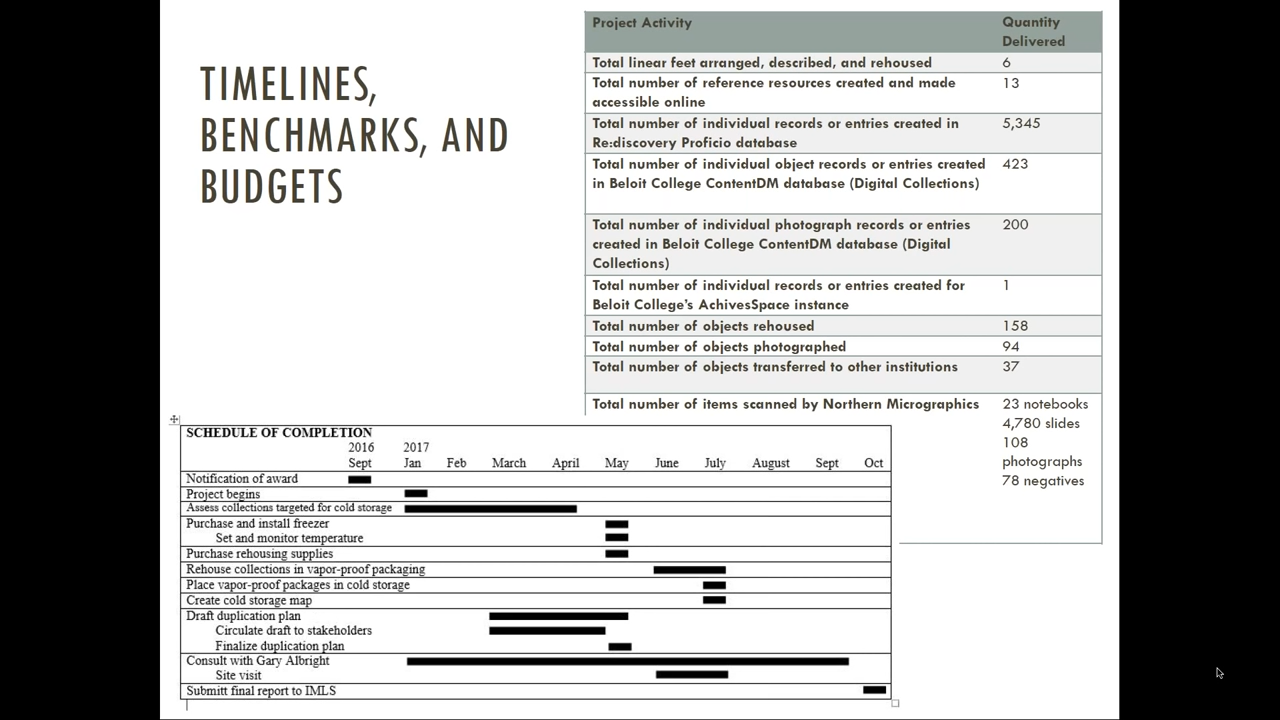 TIMELINES,
BENCHMARKS, AND
BUDGETS
Project Activity Quantity
Delivered
Total linear feet arranged, described, and rehoused 6
Total number of reference resources created and made 13
accessible online
Total number of individual records or entries created in 5,345
Re:discovery Proficio database
Total number of individual object records or entries created 423
in Beloit College ContentDM database (Digital Collections)
Total number of individual photograph records or entries 200
created in Beloit College ContentDM database (Digital
Collections)
Total number of individual records or entries created for 1
Beloit College's AchivesSpace instance
Total number of objects rehoused 158
Total number of objects photographed 94
Total number of objects transferred to other institutions 37
Total number of items scanned by Northern Micrographics 23 notebooks
4,780 slides
108
photographs
78 negatives
SCHEDULE OF COMPLETION
2016 2017
Sept Jan Feb March April May June July August Sept Oct
Notification of award
Project begins
Assess collections targeted for cold storage
Purchase and install freezer
Set and monitor temperature
Purchase rehousing supplies
Rehouse collections in vapor-proof packaging
Place vapor-proof packages in cold storage
Create cold storage map
Draft duplication plan
Circulate draft to stakeholders
Finalize duplication plan
Consult with Gary Albright
Site visit
Submitt final report to IMLS